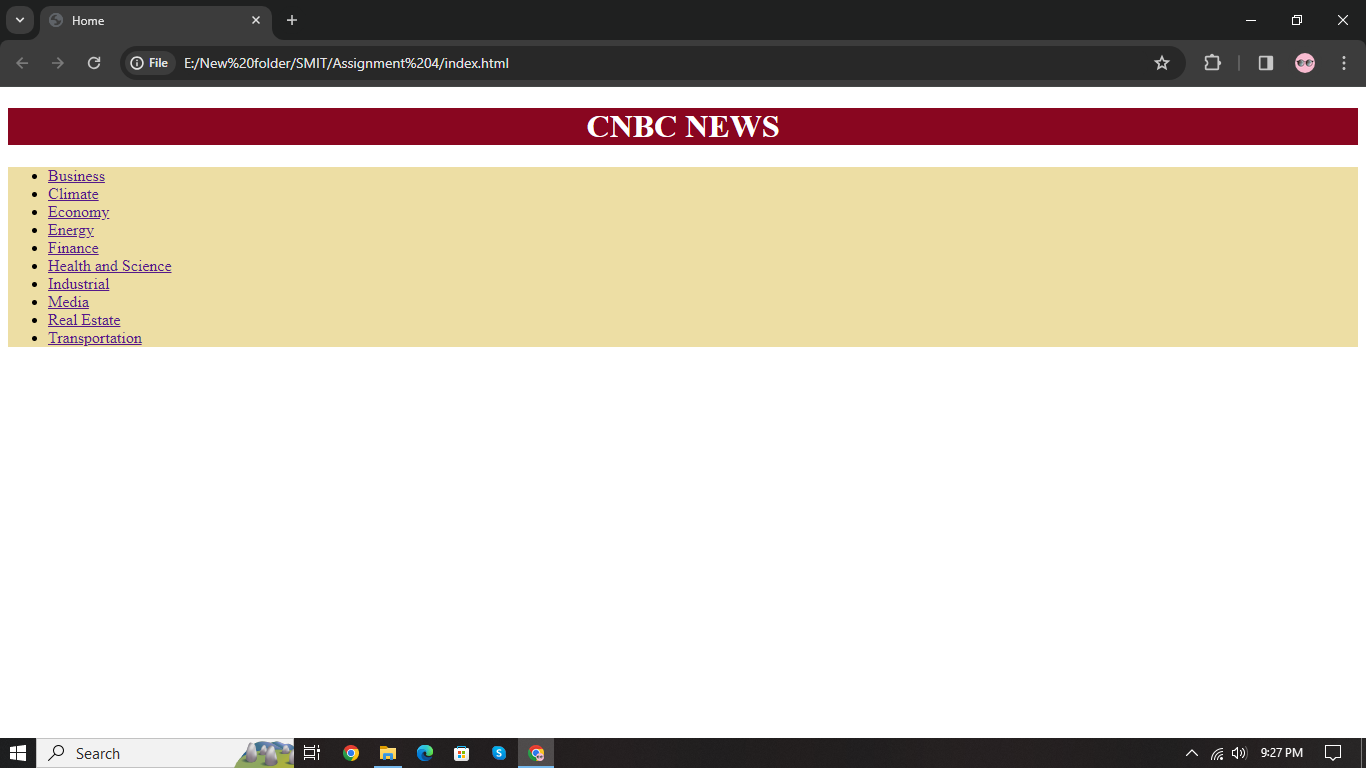 Home
File
E:/New%20folder/SMIT/Assignment%204/index.html
CNBC NEWS
Business
Climate
Economy
Energy
Finance
Health and Science
Industrial
Media
Real Estate
Transportation
Search
9:27 PM